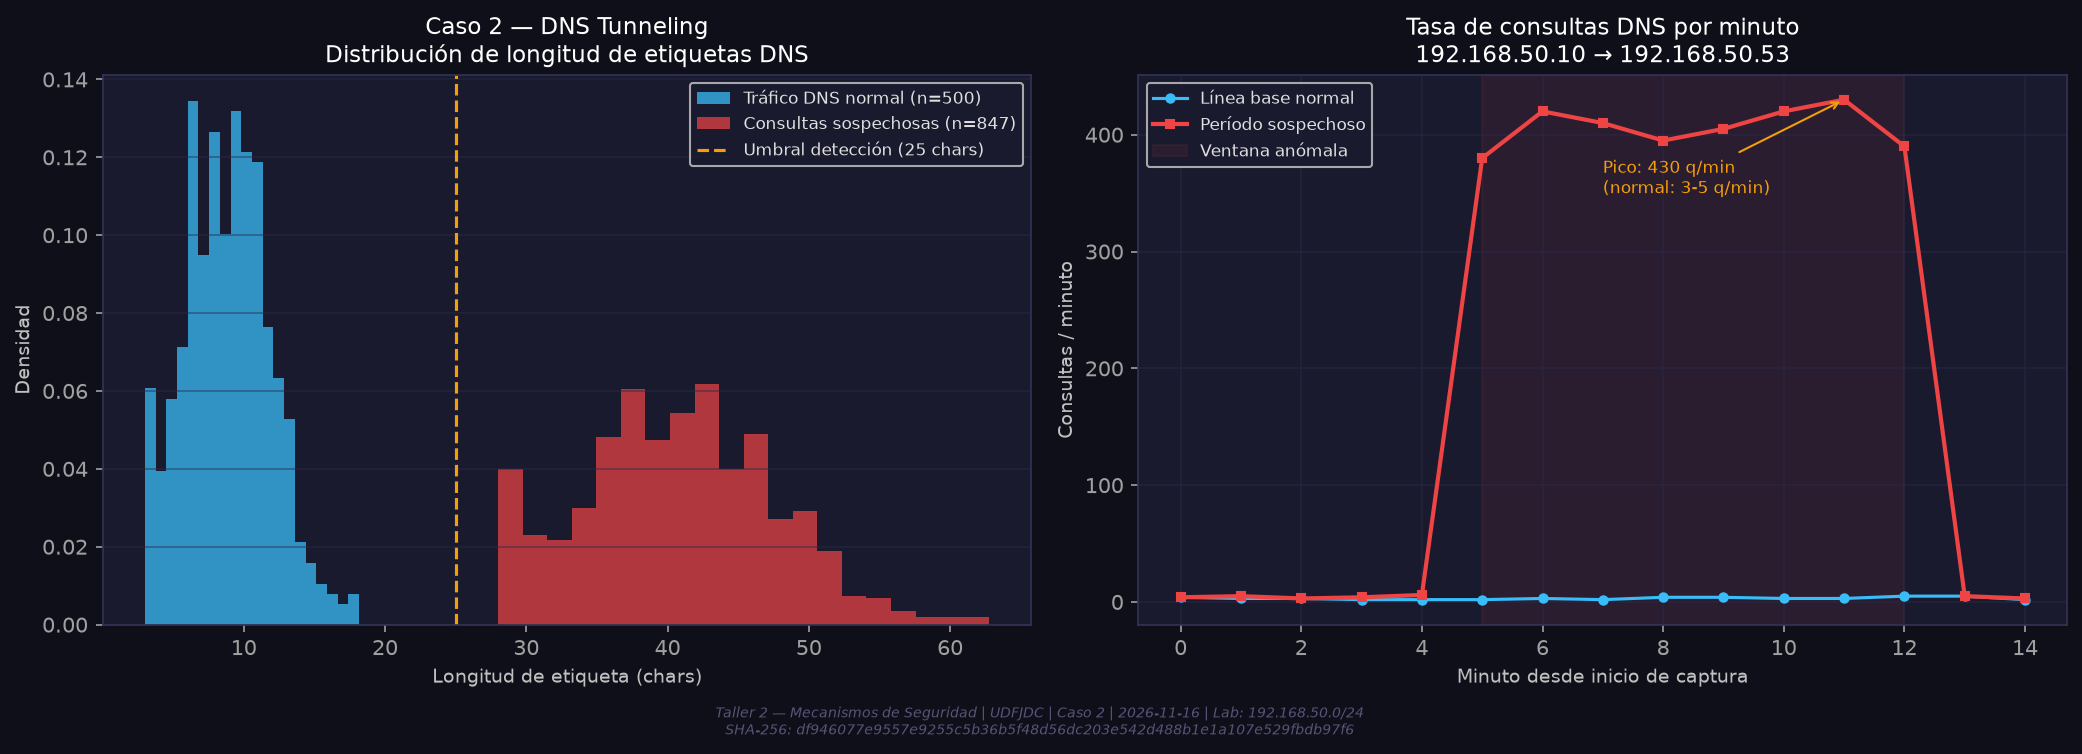 Caso 2 — DNS Tunneling
Distribución de longitud de etiquetas DNS
0.14
0.12
0.10
0.08
0.06
0.04
0.02
0.00
Densidad
10
20
30
40
50
60
Longitud de etiqueta (chars)
Tráfico DNS normal (n=500)
Consultas sospechosas (n=847)
Umbral detección (25 chars)
Tasa de consultas DNS por minuto
192.168.50.10 → 192.168.50.53
400
300
200
100
0
Consultas / minuto
0
2
4
6
8
10
12
14
Minuto desde inicio de captura
Línea base normal
Período sospechoso
Ventana anómala
Pico: 430 q/min
(normal: 3-5 q/min)
Taller 2 — Mecanismos de Seguridad | UDFJDC | Caso 2 | 2026-11-16 | Lab: 192.168.50.0/24
SHA-256: df946077e9557e9255c5b36b5f48d56dc203e542d488b1e1a107e529fbdb97f6